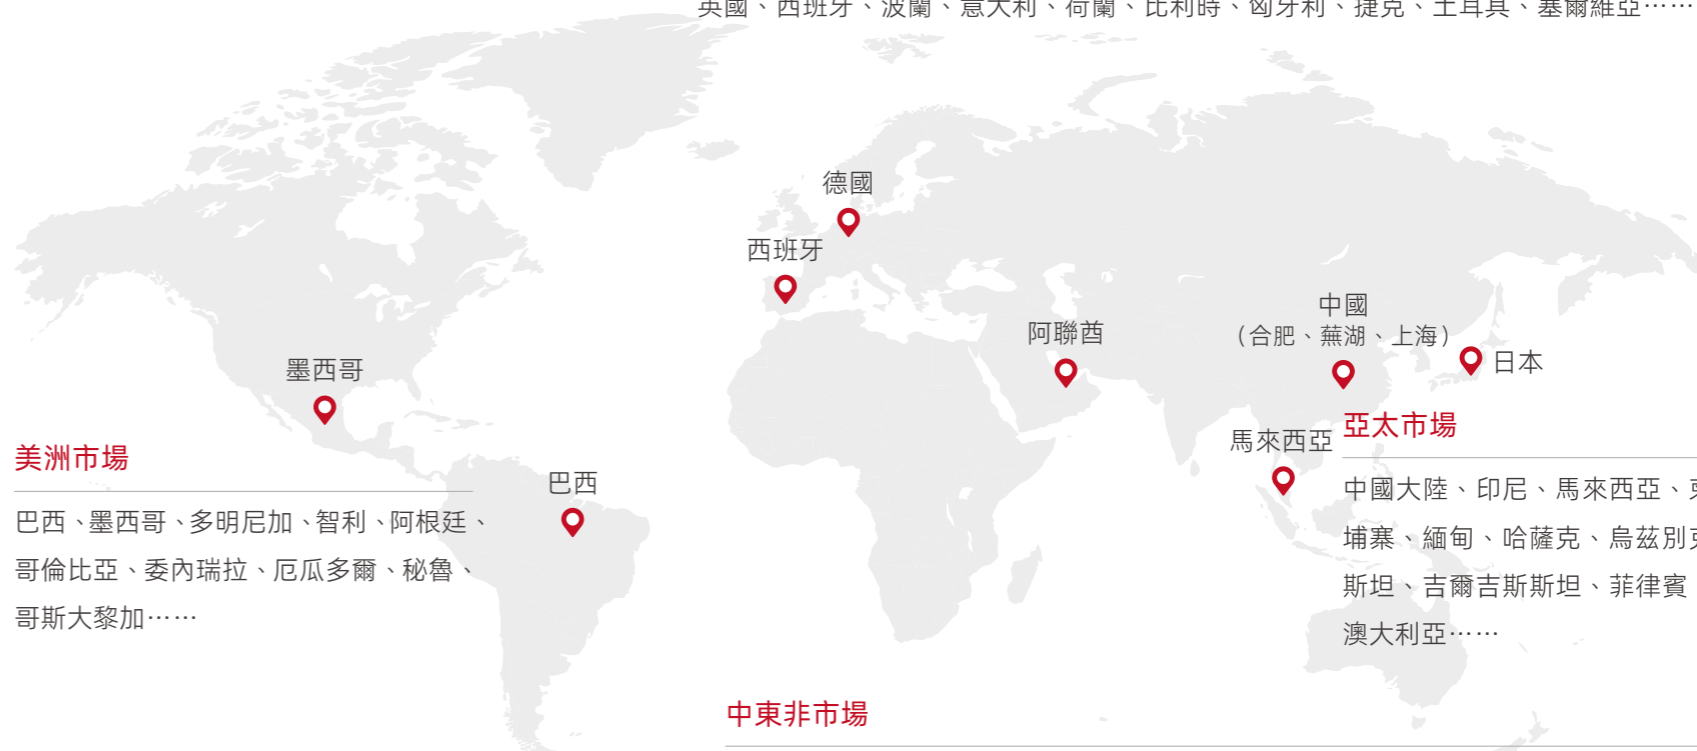 英國、西班牙、波蘭、意大利、荷蘭、比利時、匈牙利、捷克、土耳其、塞爾維亞……
德國
西班牙
中國
（合肥、蕪湖、上海）
阿聯酋
日本
墨西哥
馬來西亞
巴西
美洲市場
巴西、墨西哥、多明尼加、智利、阿根廷、
哥倫比亞、委內瑞拉、厄瓜多爾、秘魯、
哥斯大黎加……
亞太市場
中國大陸、印尼、馬來西亞、
埔寨、緬甸、哈薩克、烏茲別
斯坦、吉爾吉斯斯坦、菲律賓
澳大利亞……
中東非市場